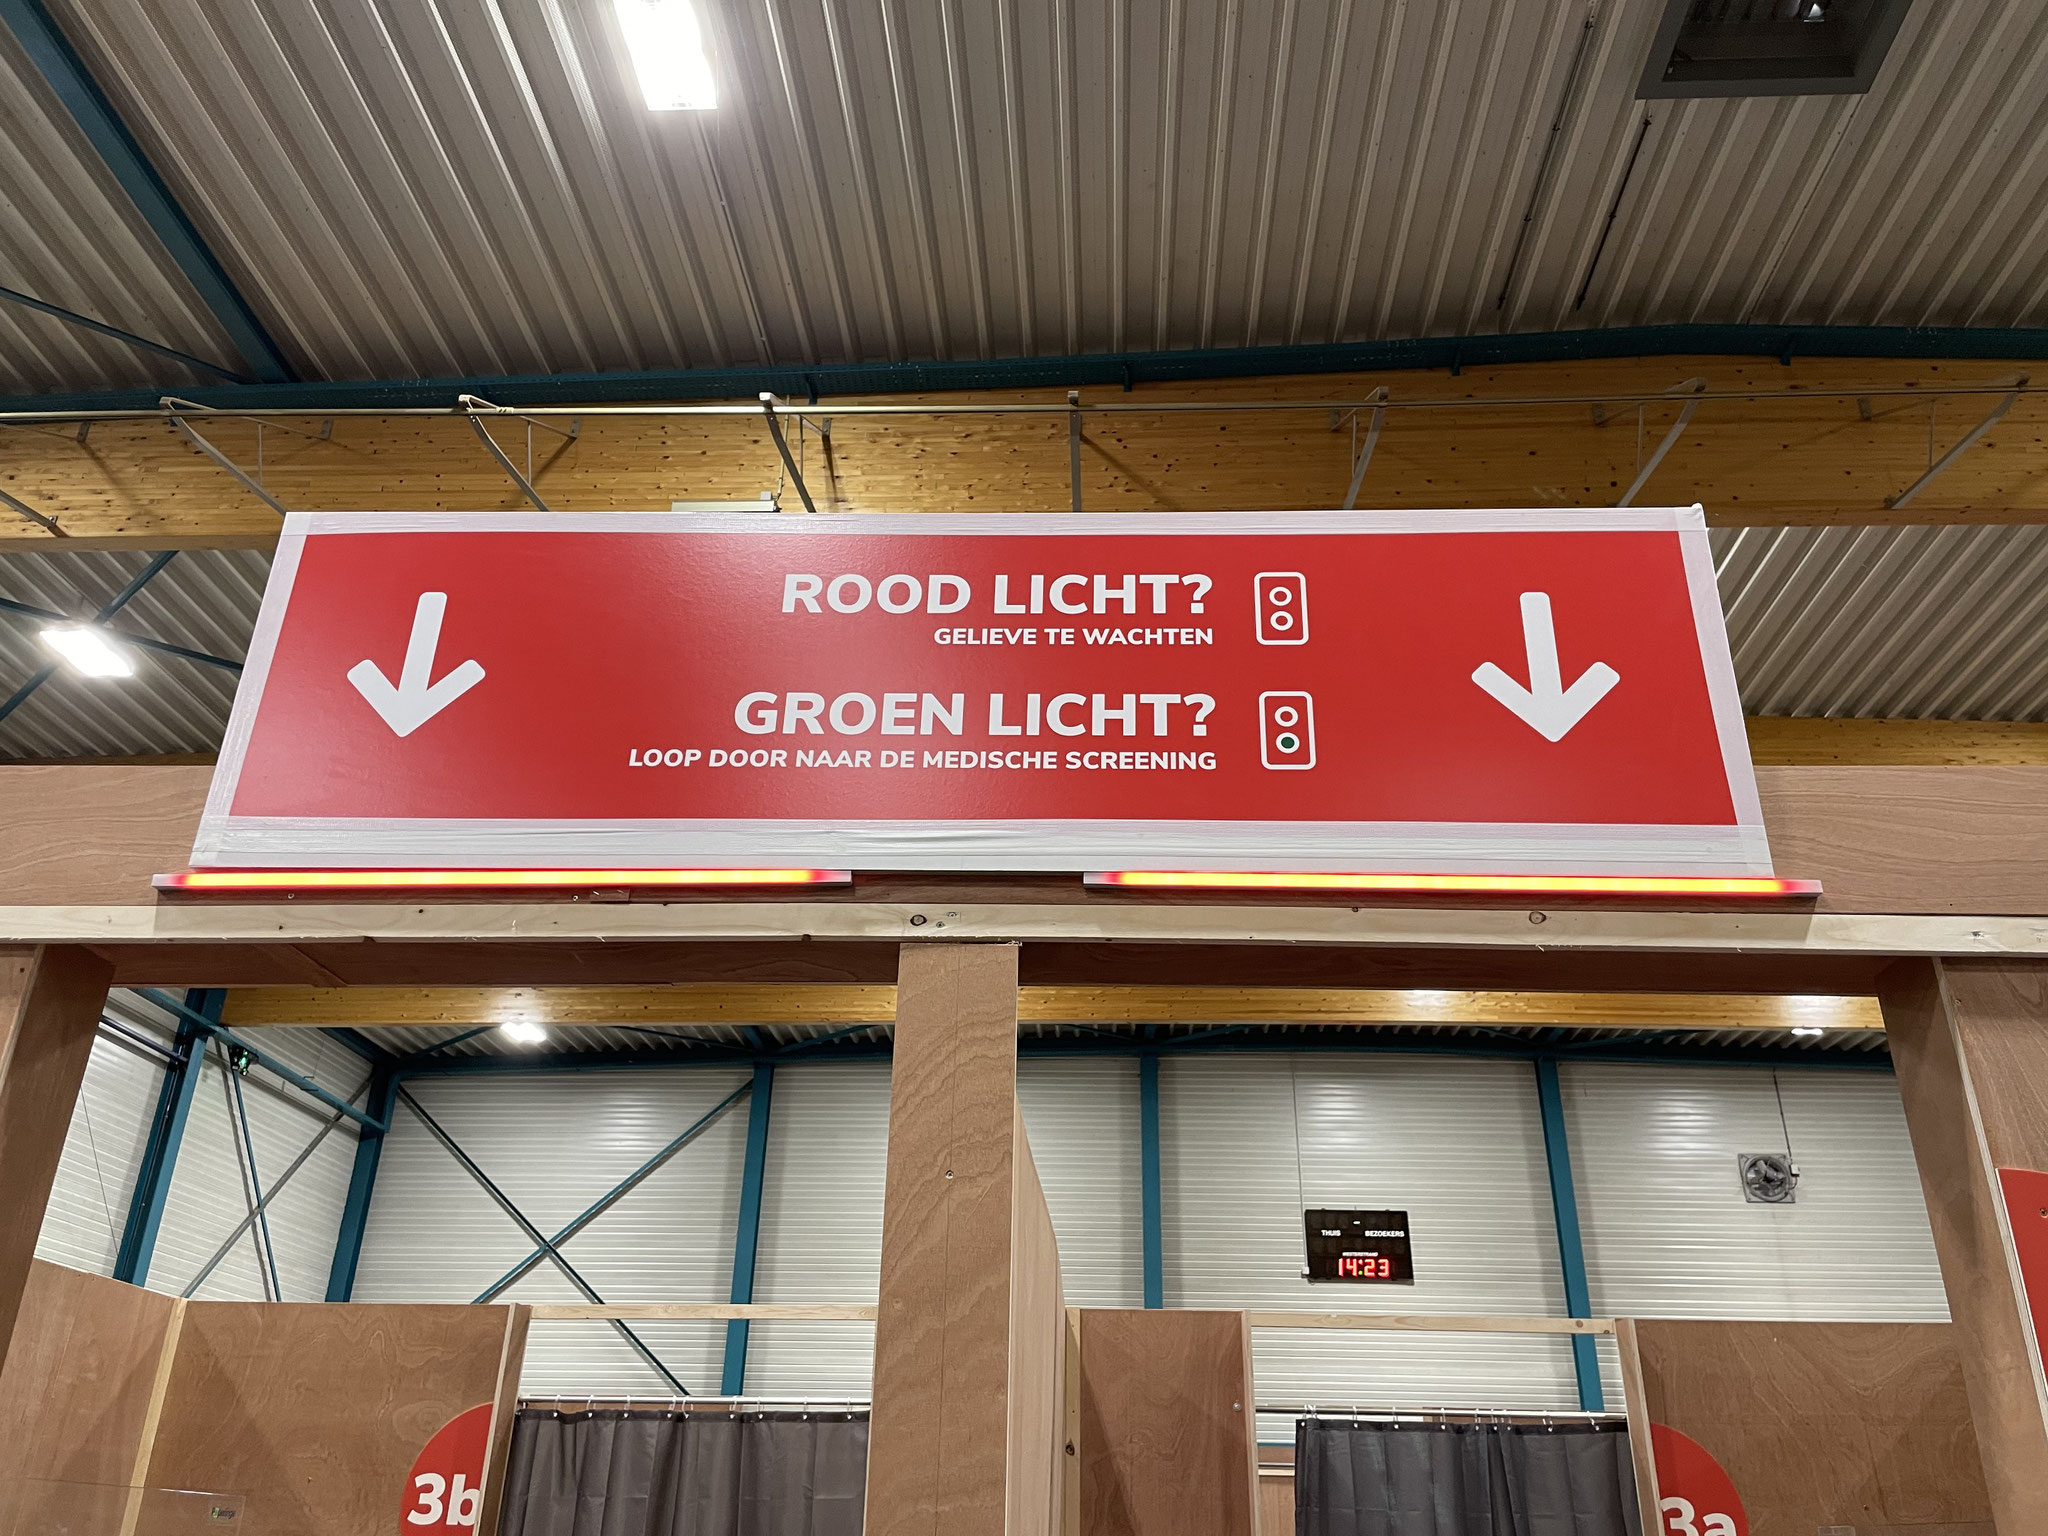 ROOD LICHT?
GELIEVE TE WACHTEN
GROEN LICHT?
LOOP DOOR NAAR DE MEDISCHE SCREENING
THUIS BEZOEKERS
WESTERSTRAND
14:23
3b
3a